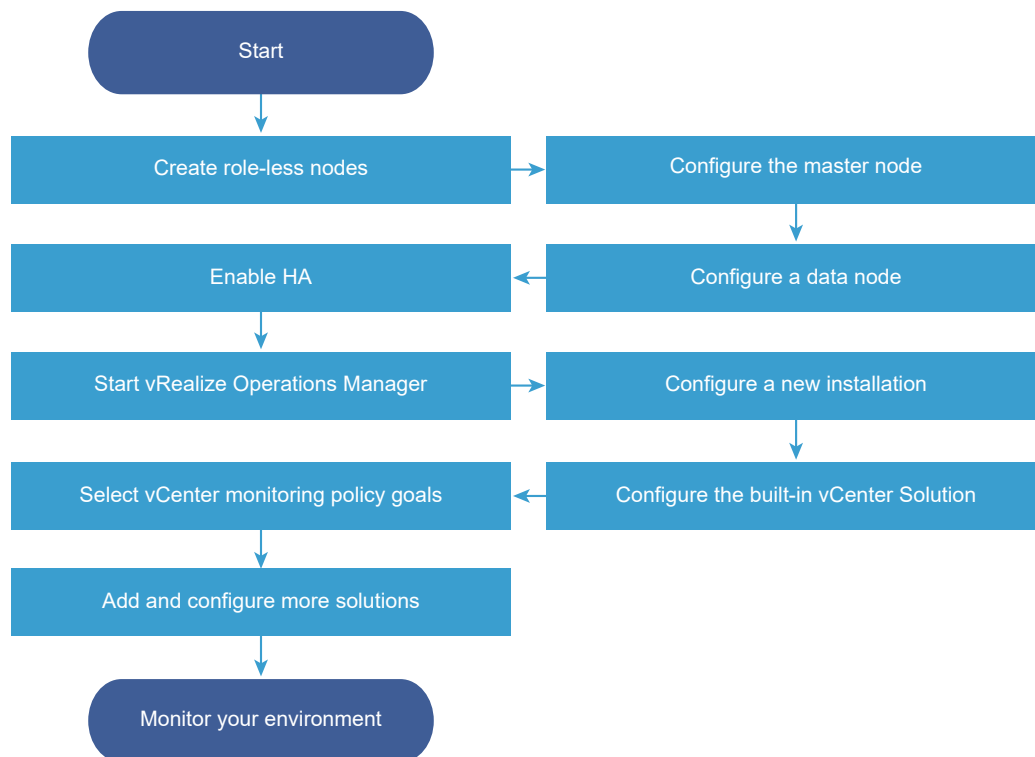 Start
Create role-less nodes
Configure the master node
Configure a data node
Enable HA
Start vRealize Operations Manager
Configure a new installation
Configure the built-in vCenter Solution
Select vCenter monitoring policy goals
Add and configure more solutions
Monitor your environment